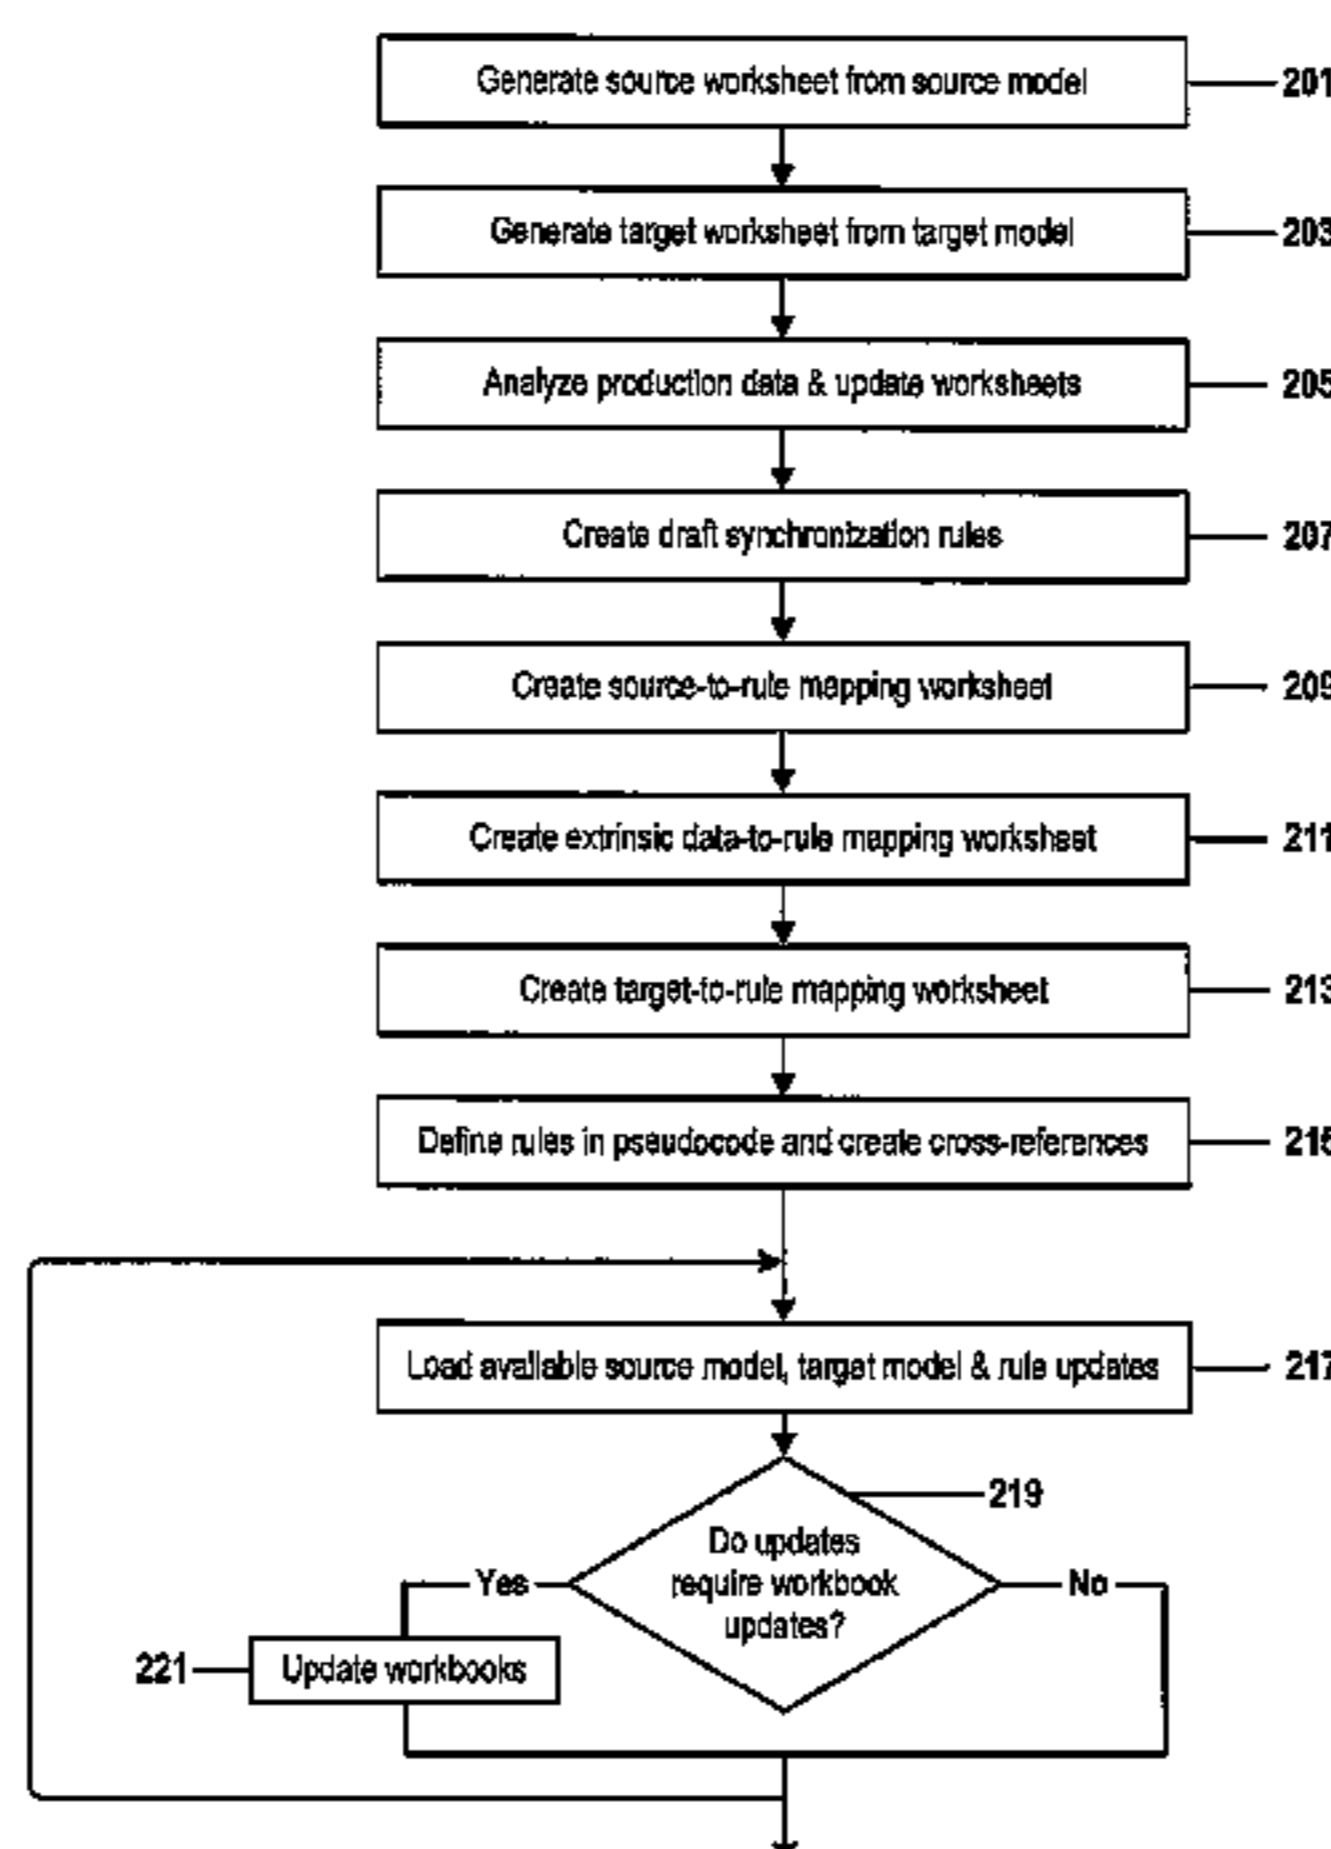 Generate source worksheet from source model
201
Generate target worksheet from target model
203
Analyze production data & update worksheets
205
Create draft synchronization rules
207
Create source-to-rule mapping worksheet
209
Create extrinsic data-to-rule mapping worksheet
211
Create target-to-rule mapping worksheet
213
Define rules in pseudocode and create cross-references
215
Load available source model, target model & rule updates
217
219
Do updates
require workbook
updates?
Yes
No
221
Update workbooks